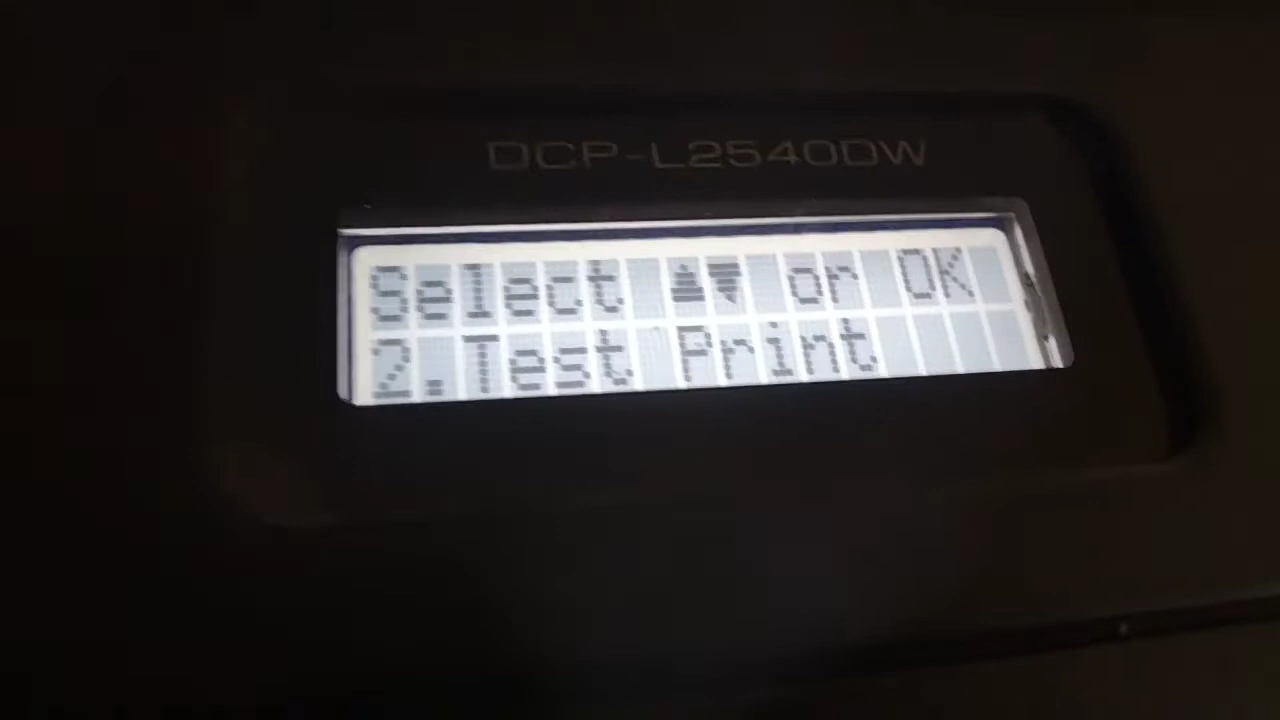 DCP-L2540DW
Select ▲▼ or OK
2.Test Print